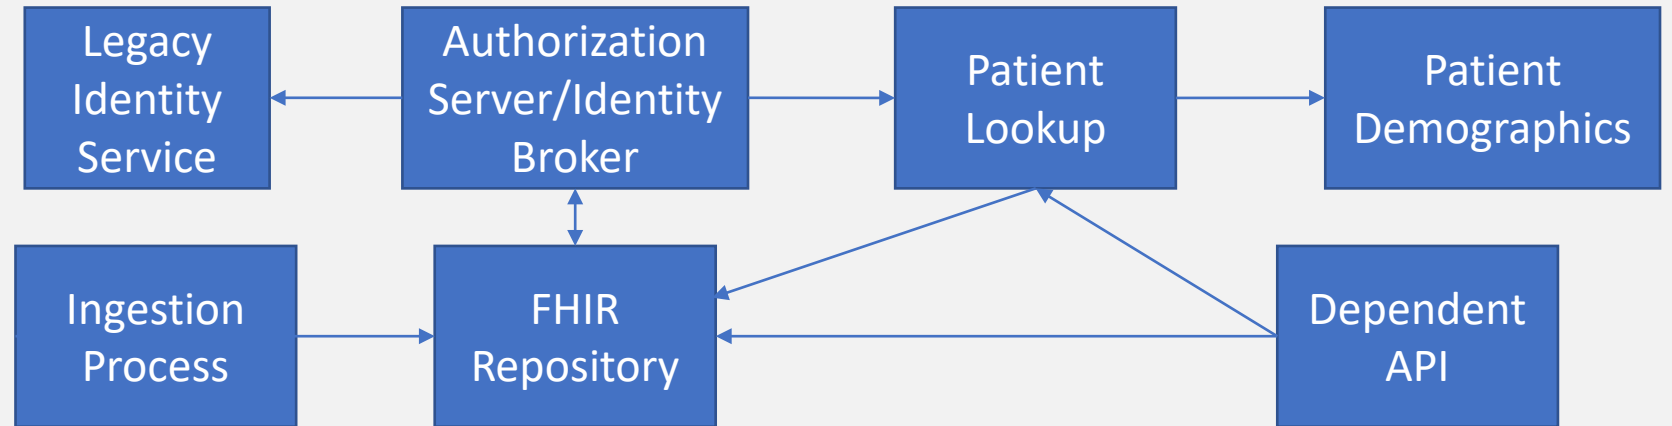 Legacy
Identity
Service
Authorization
Server/Identity
Broker
Patient
Lookup
Patient
Demographics
Ingestion
Process
FHIR
Repository
Dependent
API